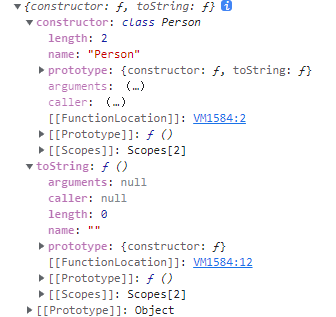 {constructor: ƒ, toString: ƒ} i
constructor: class Person
length: 2
name: "Person"
prototype: {constructor: ƒ, toString: ƒ}
arguments: (…)
caller: (…)
[[FunctionLocation]]: VM1584:2
[[Prototype]]: ƒ ()
[[Scopes]]: Scopes[2]
toString: ƒ ()
arguments: null
caller: null
length: 0
name: ""
prototype: {constructor: ƒ}
[[FunctionLocation]]: VM1584:12
[[Prototype]]: ƒ ()
[[Scopes]]: Scopes[2]
[[Prototype]]: Object